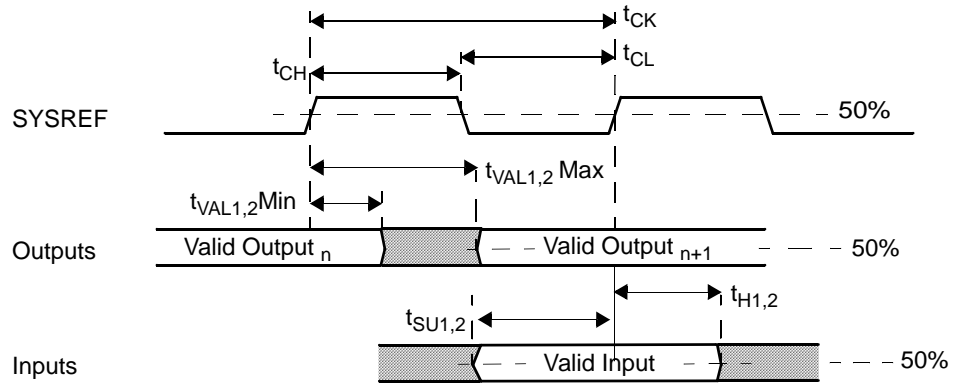 tCK
tCL
tCH
SYSREF
50%
tVAL1,2 Max
tVAL1,2Min
Outputs
Valid Output n
Valid Output n+1
50%
tH1,2
tSU1,2
Inputs
Valid Input
50%